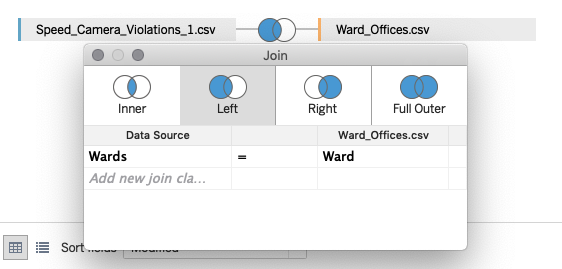 Speed_Camera_Violations_1.csv Ward_Offices.csv
Join
Inner Left Right Full Outer
Data Source Ward_Offices.csv
Wards = Ward
Add new join cla...
Sort fields